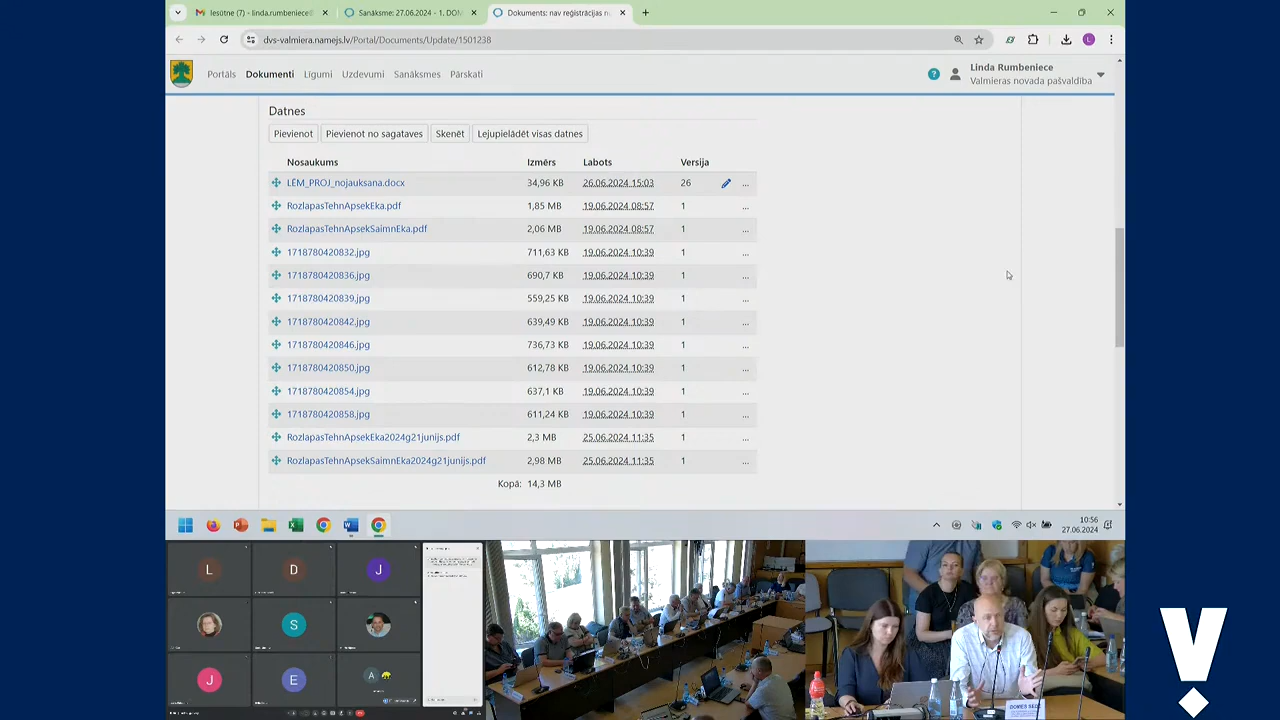 Iesūtne (7) - linda.rumbeniece@
Sanāksme: 27.06.2024 - 1. DOM
Dokuments: nav reģistrācijas n
dvs-valmiera.namejs.lv/Portal/Documents/Update/1501238
L
Portāls Dokumenti Līgumi Uzdevumi Sanāksmes Pārskati
?
Linda Rumbeniece
Valmieras novada pašvaldība
Datnes
Pievienot Pievienot no sagataves Skenēt Lejupielādēt visas datnes
Nosaukums Izmērs Labots Versija
LEM_PROJ_nojauksana.docx 34,96 KB 26.06.2024 15:03 26 ...
RozlapasTehnApsekEka.pdf 1,85 MB 19.06.2024 08:57 1 ...
RozlapasTehnApsekSaimnEka.pdf 2,06 MB 19.06.2024 08:57 1 ...
1718780420832.jpg 711,63 KB 19.06.2024 10:39 1 ...
1718780420836.jpg 690,7 KB 19.06.2024 10:39 1 ...
1718780420839.jpg 559,25 KB 19.06.2024 10:39 1 ...
1718780420842.jpg 639,49 KB 19.06.2024 10:39 1 ...
1718780420846.jpg 736,73 KB 19.06.2024 10:39 1 ...
1718780420850.jpg 612,78 KB 19.06.2024 10:39 1 ...
1718780420854.jpg 637,1 KB 19.06.2024 10:39 1 ...
1718780420858.jpg 611,24 KB 19.06.2024 10:39 1 ...
RozlapasTehnApsekEka2024g21junijs.pdf 2,3 MB 25.06.2024 11:35 1 ...
RozlapasTehnApsekSaimnEka2024g21junijs.pdf 2,98 MB 25.06.2024 11:35 1 ...
Kopā: 14,3 MB
10:56
27.06.2024
L D J
S
J E A
DOMES SĒDE